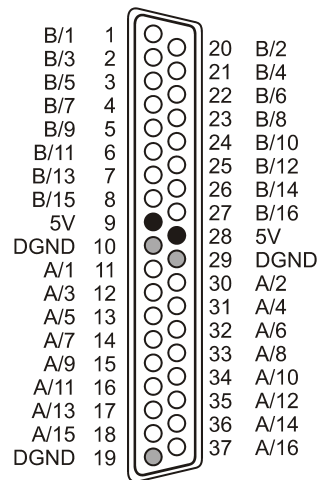 B/1 1
20 B/2
B/3 2
21 B/4
B/5 3
22 B/6
B/7 4
23 B/8
B/9 5
24 B/10
B/11 6
25 B/12
B/13 7
26 B/14
B/15 8
27 B/16
5V 9
28 5V
DGND 10
29 DGND
A/1 11
30 A/2
A/3 12
31 A/4
A/5 13
32 A/6
A/7 14
33 A/8
A/9 15
34 A/10
A/11 16
35 A/12
A/13 17
36 A/14
A/15 18
37 A/16
DGND 19